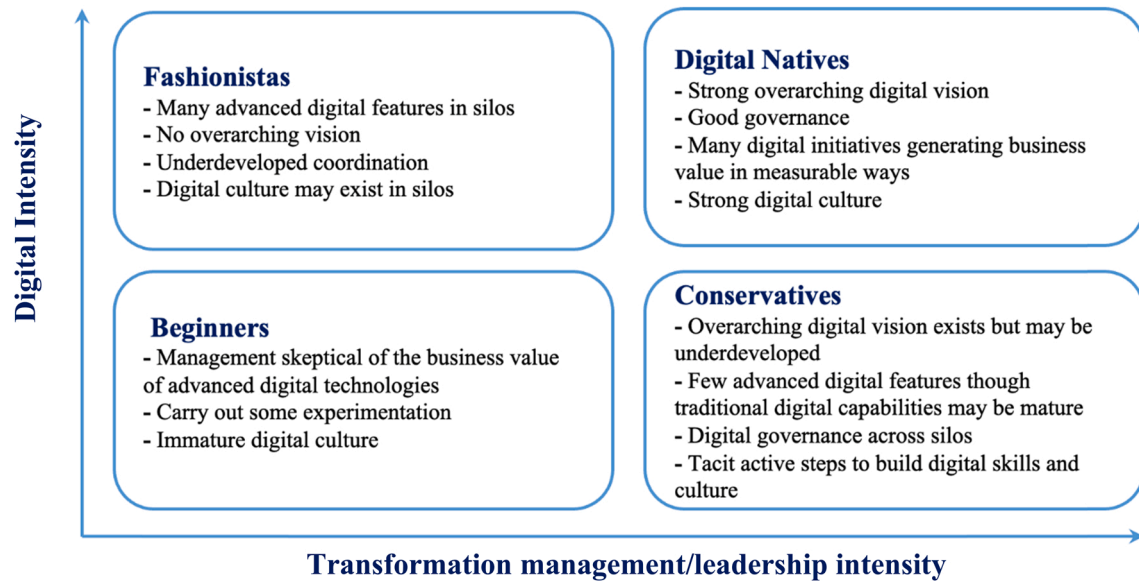 Digital Intensity
Fashionistas
- Many advanced digital features in silos
- No overarching vision
- Underdeveloped coordination
- Digital culture may exist in silos
Digital Natives
- Strong overarching digital vision
- Good governance
- Many digital initiatives generating business
value in measurable ways
- Strong digital culture
Beginners
- Management skeptical of the business value
of advanced digital technologies
- Carry out some experimentation
- Immature digital culture
Conservatives
- Overarching digital vision exists but may be
underdeveloped
- Few advanced digital features though
traditional digital capabilities may be mature
- Digital governance across silos
- Tacit active steps to build digital skills and
culture
Transformation management/leadership intensity